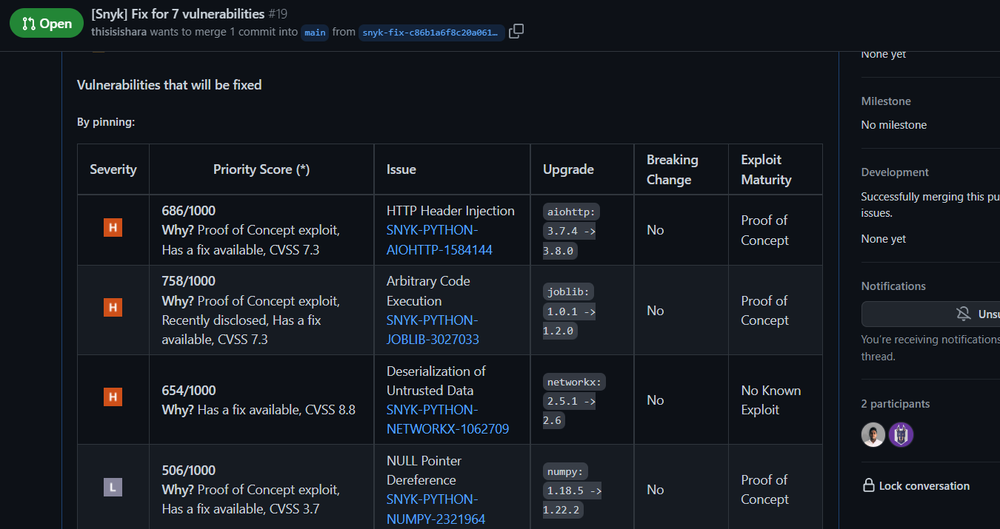 Open
[Snyk] Fix for 7 vulnerabilities #19
thisisishara wants to merge 1 commit into main from snyk-fix-c86b1a6f8c20a061…
Vulnerabilities that will be fixed
By pinning:
Severity
Priority Score (*)
Issue
Upgrade
Breaking
Change
Exploit
Maturity
H
686/1000
Why? Proof of Concept exploit,
Has a fix available, CVSS 7.3
HTTP Header Injection
SNYK-PYTHON-
AIOHTTP-1584144
aiohttp:
3.7.4 ->
3.8.0
No
Proof of
Concept
H
758/1000
Why? Proof of Concept exploit,
Recently disclosed, Has a fix
available, CVSS 7.3
Arbitrary Code
Execution
SNYK-PYTHON-
JOBLIB-3027033
joblib:
1.0.1 ->
1.2.0
No
Proof of
Concept
H
654/1000
Why? Has a fix available, CVSS 8.8
Deserialization of
Untrusted Data
SNYK-PYTHON-
NETWORKX-1062709
networkx:
2.5.1 ->
2.6
No
No Known
Exploit
L
506/1000
Why? Proof of Concept exploit,
Has a fix available, CVSS 3.7
NULL Pointer
Dereference
SNYK-PYTHON-
NUMPY-2321964
numpy:
1.18.5 ->
1.22.2
No
Proof of
Concept
None yet
Milestone
No milestone
Development
Successfully merging this pu
issues.
None yet
Notifications
Unsu
You're receiving notifications
thread.
2 participants
Lock conversation